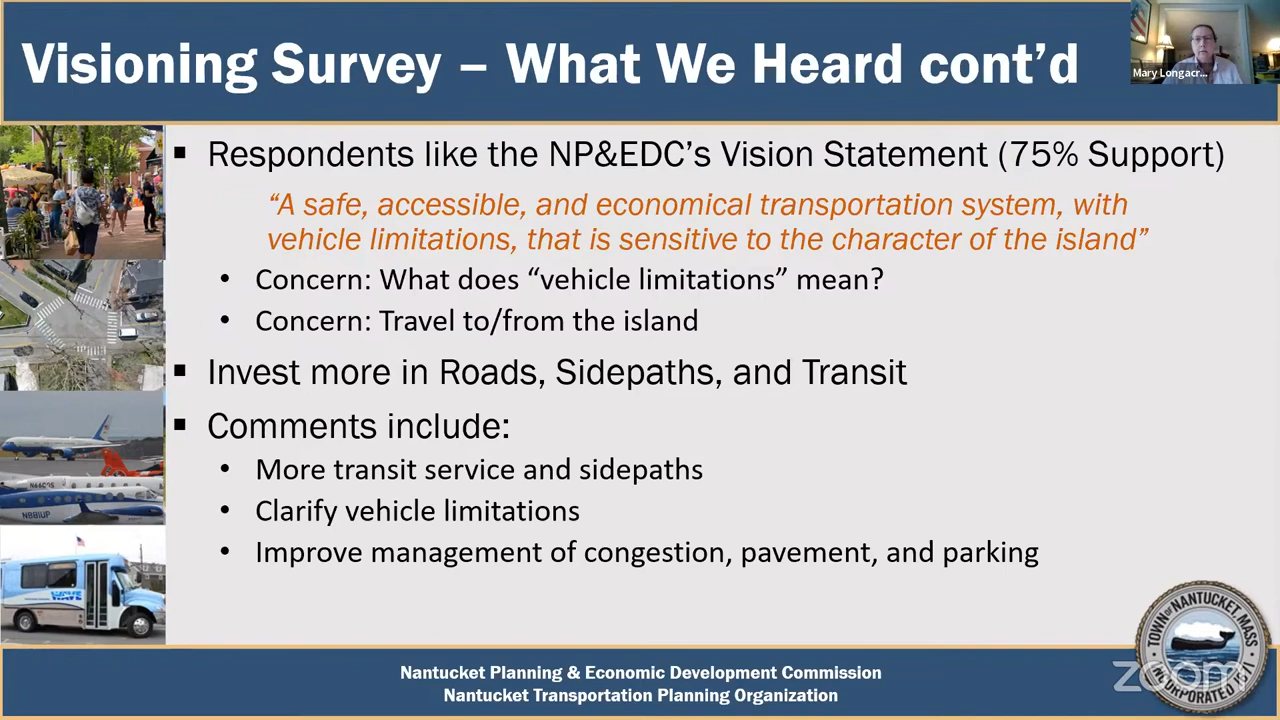 Visioning Survey – What We Heard cont’d
Mary Longacr...
▪ Respondents like the NP&EDC’s Vision Statement (75% Support)
“A safe, accessible, and economical transportation system, with
vehicle limitations, that is sensitive to the character of the island”
• Concern: What does “vehicle limitations” mean?
• Concern: Travel to/from the island
▪ Invest more in Roads, Sidepaths, and Transit
▪ Comments include:
• More transit service and sidepaths
• Clarify vehicle limitations
• Improve management of congestion, pavement, and parking
N881UP
WAVE
Nantucket Planning & Economic Development Commission
Nantucket Transportation Planning Organization
TOWN OF NANTUCKET, MASS
INCORPORATED 1671
zoom